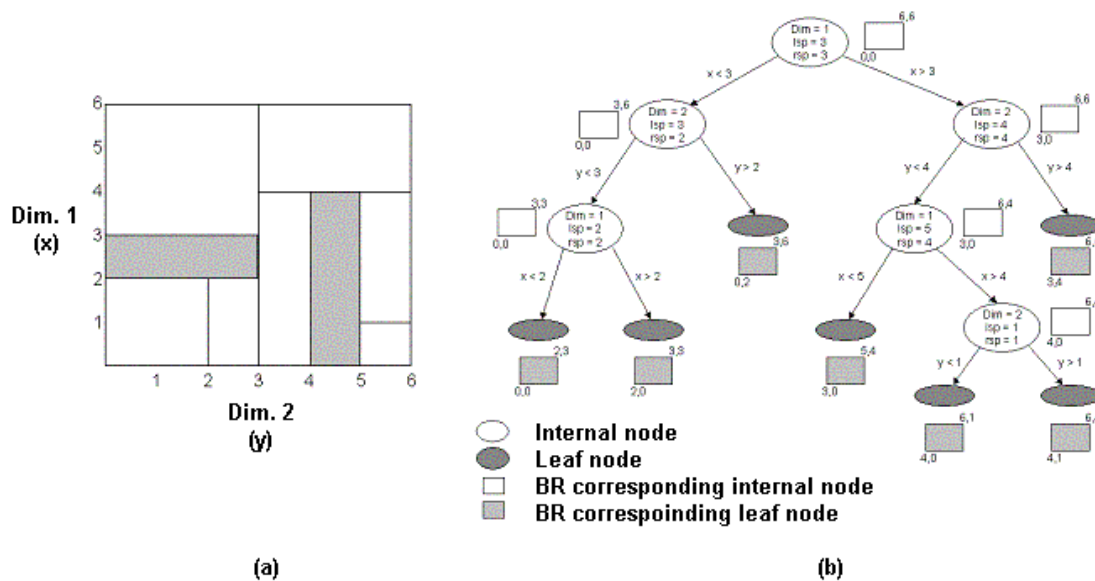 6
5
4
3
2
1
1 2 3 4 5 6
Dim. 1
(x)
Dim. 2
(y)
(a)
Dim = 1
lsp = 3
rsp = 3
6,6
0,0
x < 3
x > 3
Dim = 2
lsp = 3
rsp = 2
3,6
0,0
Dim = 2
lsp = 4
rsp = 4
6,6
3,0
y < 3
y > 2
y < 4
y > 4
Dim = 1
lsp = 2
rsp = 2
3,3
0,0
3,6
0,2
Dim = 1
lsp = 5
rsp = 4
6,4
3,0
6,
3,4
x < 2
x > 2
x < 5
x > 4
2,3
0,0
3,3
2,0
5,4
3,0
Dim = 2
lsp = 1
rsp = 1
6,
4,0
y < 1
y > 1
6,1
4,0
6,
4,1
Internal node
Leaf node
BR corresponding internal node
BR correspoinding leaf node
(b)